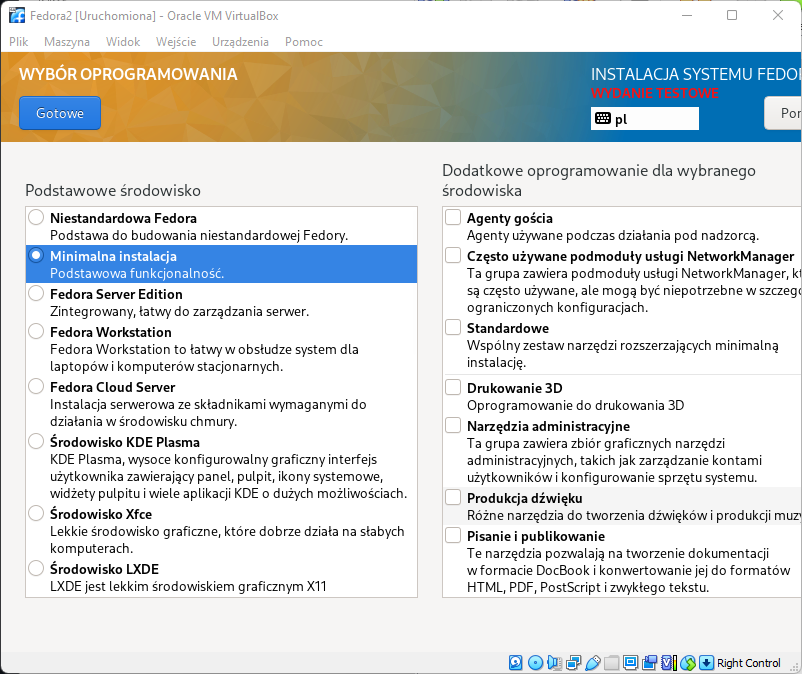 Fedora2 [Uruchomiona] - Oracle VM VirtualBox
Plik Maszyna Widok Wejście Urządzenia Pomoc
WYBÓR OPROGRAMOWANIA
Gotowe
INSTALACJA SYSTEMU FEDO
WYDANIE TESTOWE
pl
Por
Podstawowe środowisko
Niestandardowa Fedora
Podstawa do budowania niestandardowej Fedory.
Minimalna instalacja
Podstawowa funkcjonalność.
Fedora Server Edition
Zintegrowany, łatwy do zarządzania serwer.
Fedora Workstation
Fedora Workstation to łatwy w obsłudze system dla
laptopów i komputerów stacjonarnych.
Fedora Cloud Server
Instalacja serwerowa ze składnikami wymaganymi do
działania w środowisku chmury.
Środowisko KDE Plasma
KDE Plasma, wysoce konfigurowalny graficzny interfejs
użytkownika zawierający panel, pulpit, ikony systemowe,
widżety pulpitu i wiele aplikacji KDE o dużych możliwościach.
Środowisko Xfce
Lekkie środowisko graficzne, które dobrze działa na słabych
komputerach.
Środowisko LXDE
LXDE jest lekkim środowiskiem graficznym X11
Dodatkowe oprogramowanie dla wybranego
środowiska
Agenty gościa
Agenty używane podczas działania pod nadzorcą.
Często używane podmoduły usługi NetworkManager
Ta grupa zawiera podmoduły usługi NetworkManager, kt
są często używane, ale mogą być niepotrzebne w szczegó
ograniczonych konfiguracjach.
Standardowe
Wspólny zestaw narzędzi rozszerzających minimalną
instalację.
Drukowanie 3D
Oprogramowanie do drukowania 3D
Narzędzia administracyjne
Ta grupa zawiera zbiór graficznych narzędzi
administracyjnych, takich jak zarządzanie kontami
użytkowników i konfigurowanie sprzętu systemu.
Produkcja dźwięku
Różne narzędzia do tworzenia dźwięków i produkcji muzy
Pisanie i publikowanie
Te narzędzia pozwalają na tworzenie dokumentacji
w formacie DocBook i konwertowanie jej do formatów
HTML, PDF, PostScript i zwykłego tekstu.
Right Control